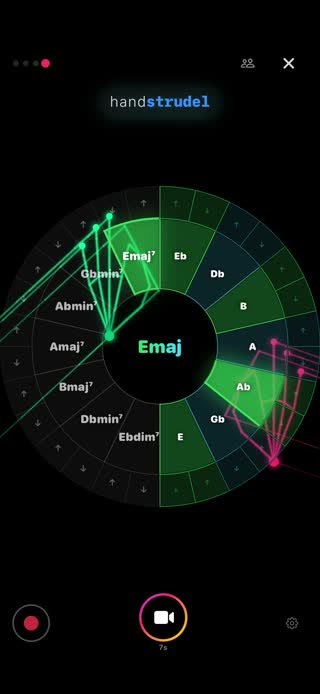 handstrudel
Emaj⁷
Eb
Gbmin⁷
Db
Abmin⁷
B
Amaj⁷
Emaj
A
Bmaj⁷
Ab
Dbmin⁷
Gb
Ebdim⁷
E
7s